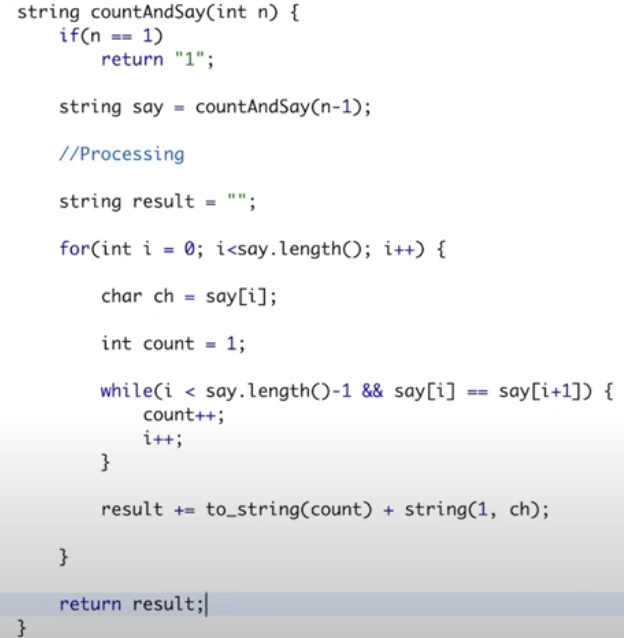 string countAndSay(int n) {
    if(n == 1)
        return "1";

    string say = countAndSay(n-1);

    //Processing

    string result = "";

    for(int i = 0; i<say.length(); i++) {

        char ch = say[i];

        int count = 1;

        while(i < say.length()-1 && say[i] == say[i+1]) {
            count++;
            i++;
        }

        result += to_string(count) + string(1, ch);

    }

    return result;
}